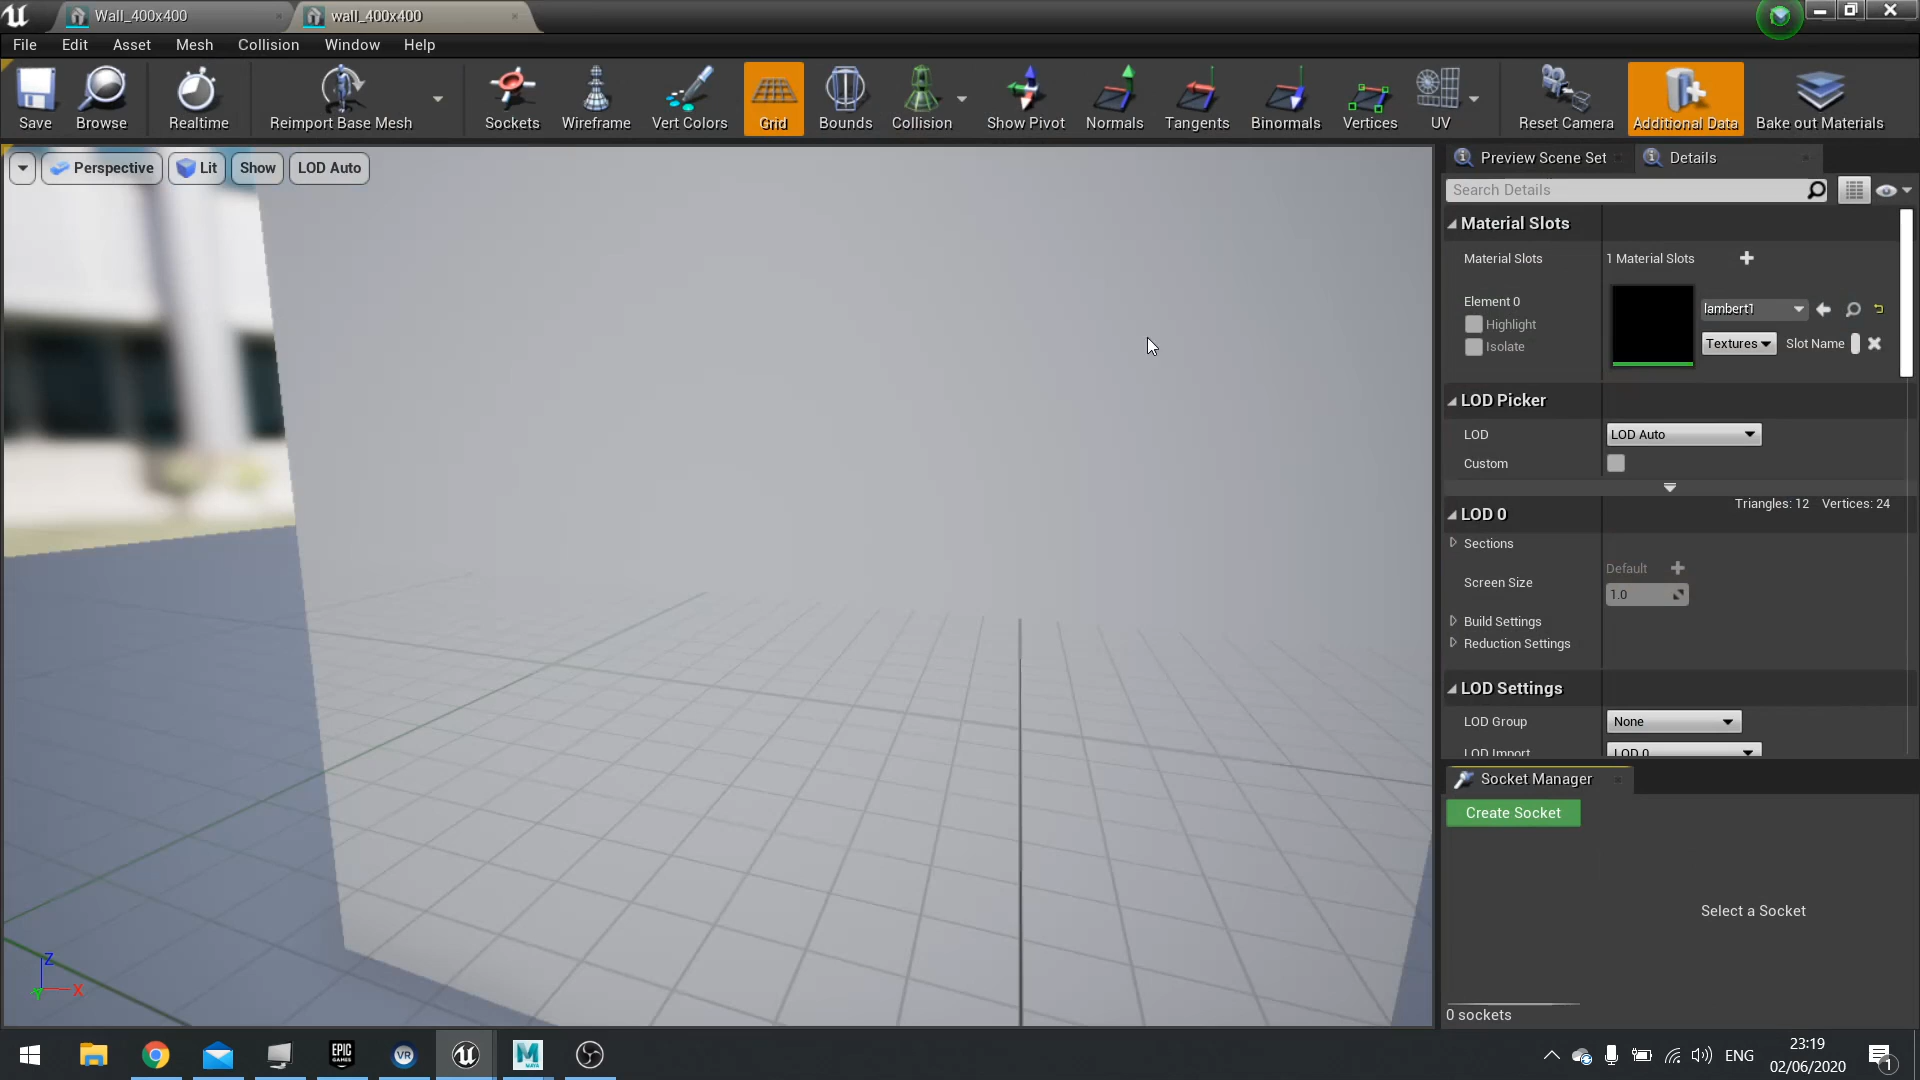 Wall_400x400
wall_400x400
File Edit Asset Mesh Collision Window Help
Save Browse Realtime Reimport Base Mesh Sockets Wireframe Vert Colors Grid Bounds Collision Show Pivot Normals Tangents Binormals Vertices UV Reset Camera Additional Data Bake out Materials
Perspective Lit Show LOD Auto
Preview Scene Set Details
Search Details
Material Slots
Material Slots 1 Material Slots
Element 0
Highlight
Isolate
lambert1
Textures Slot Name
LOD Picker
LOD LOD Auto
Custom
Triangles: 12 Vertices: 24
LOD 0
Sections
Default
Screen Size
1.0
Build Settings
Reduction Settings
LOD Settings
LOD Group None
LOD Import LOD 0
Socket Manager
Create Socket
Select a Socket
0 sockets
Z
X
Y
EPIC GAMES
VR
M
MAYA
ENG
23:19
02/06/2020
1